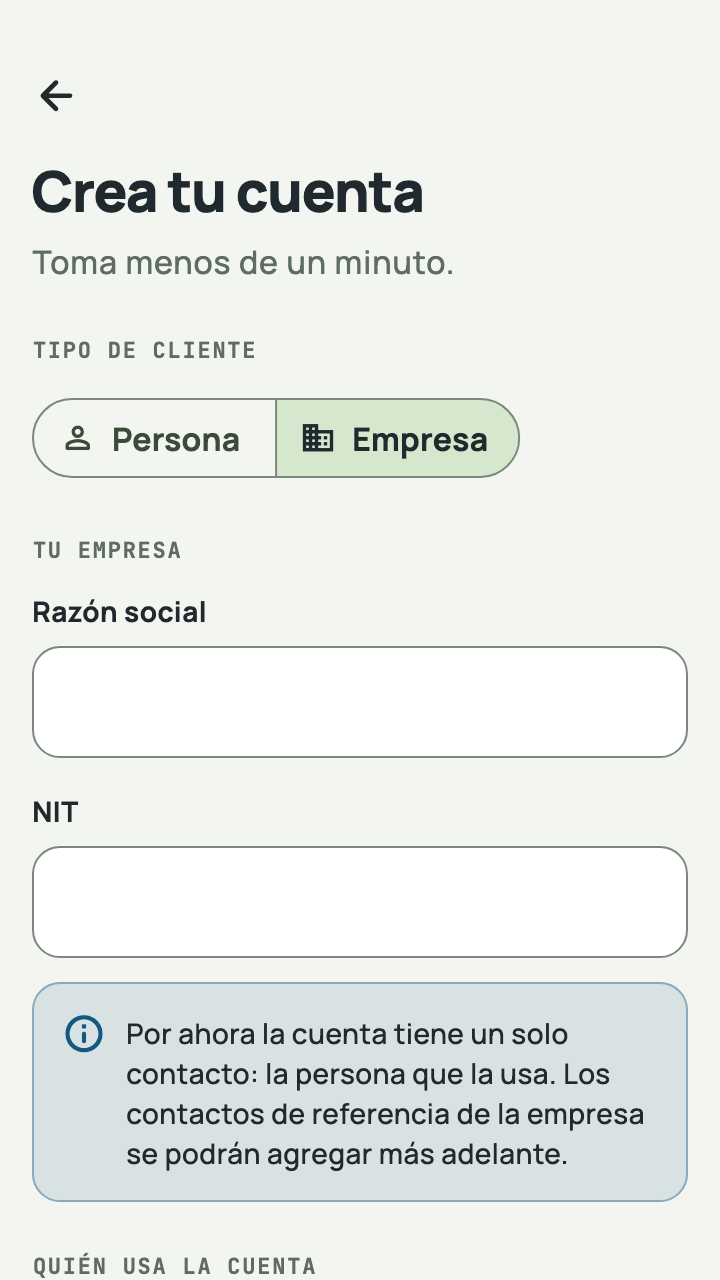 Crea tu cuenta
Toma menos de un minuto.
TIPO DE CLIENTE
Persona
Empresa
TU EMPRESA
Razón social
NIT
Por ahora la cuenta tiene un solo
contacto: la persona que la usa. Los
contactos de referencia de la empresa
se podrán agregar más adelante.
QUIÉN USA LA CUENTA